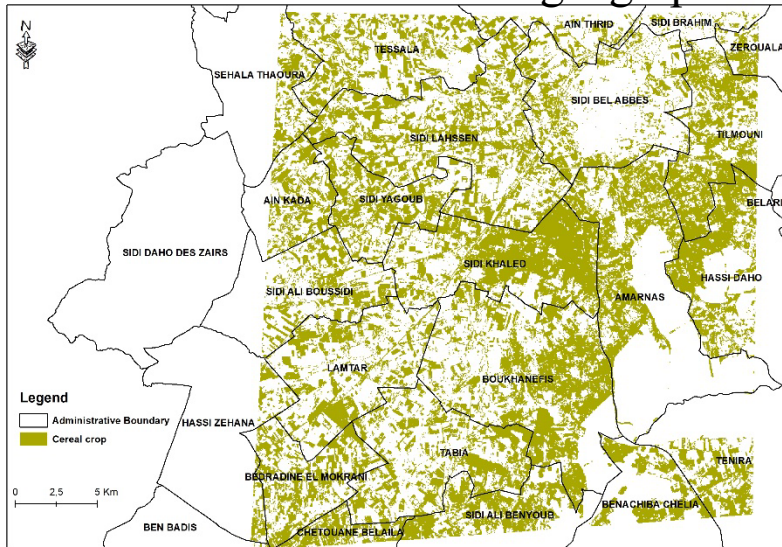 AIN THRID
SIDI BRAHIM
N
TESSALA
ZEROUALA
SEHALA THAOURA
SIDI BEL ABBES
SIDI LAHSSEN
TILMOUNI
AIN KADA
SIDI YAGOUB
BELARB
SIDI DAHO DES ZAIRS
SIDI KHALED
HASSI DAHO
SIDI ALI BOUSSIDI
AMARNAS
LAMTAR
BOUKHANEFIS
Legend
Administrative Boundary
Cereal crop
HASSI ZEHANA
0 2.5 5 Km
TABIA
TENIRA
BEDRADINE EL MOKRANI
BENACHIBA CHELIA
SIDI ALI BENYOUB
BEN BADIS
CHETOUANE BELAILA